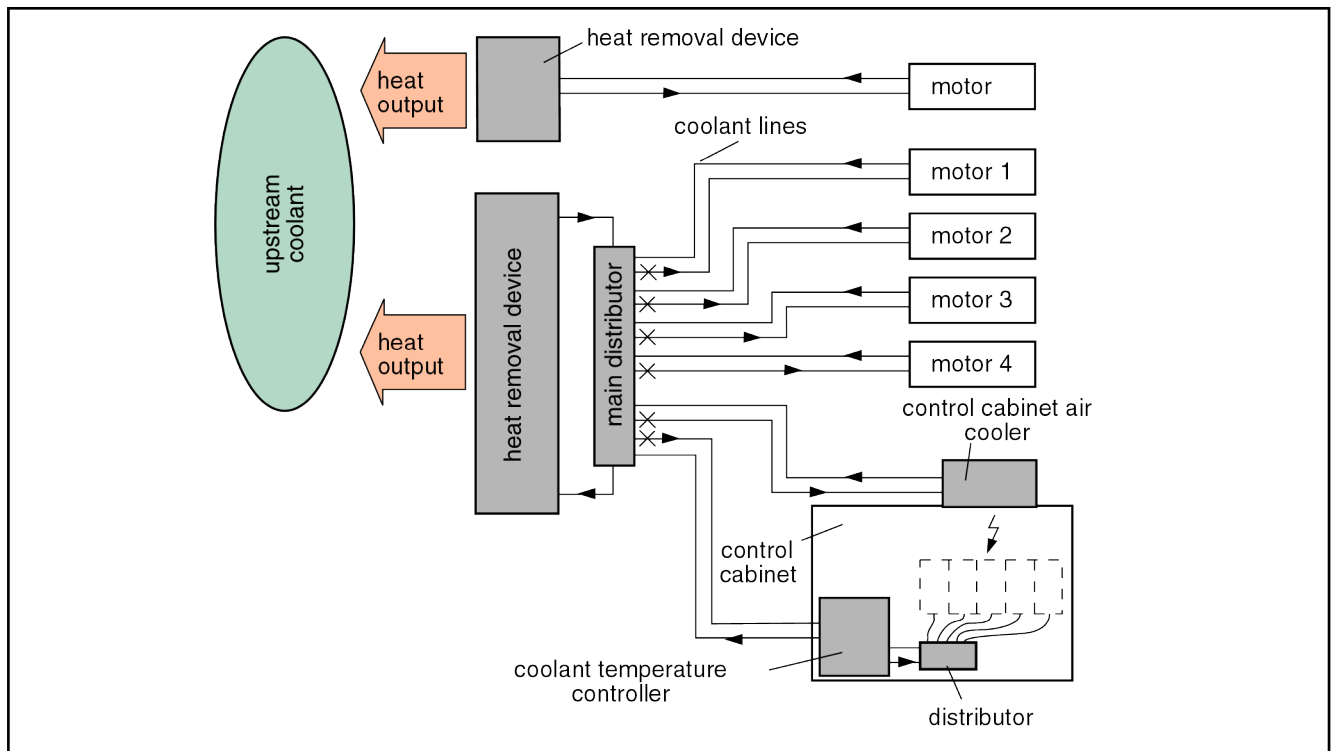 heat removal device
heat
output
motor
coolant lines
motor 1
upstream
coolant
motor 2
heat removal device
main distributor
motor 3
heat
output
motor 4
control cabinet air
cooler
control
cabinet
coolant temperature
controller
distributor